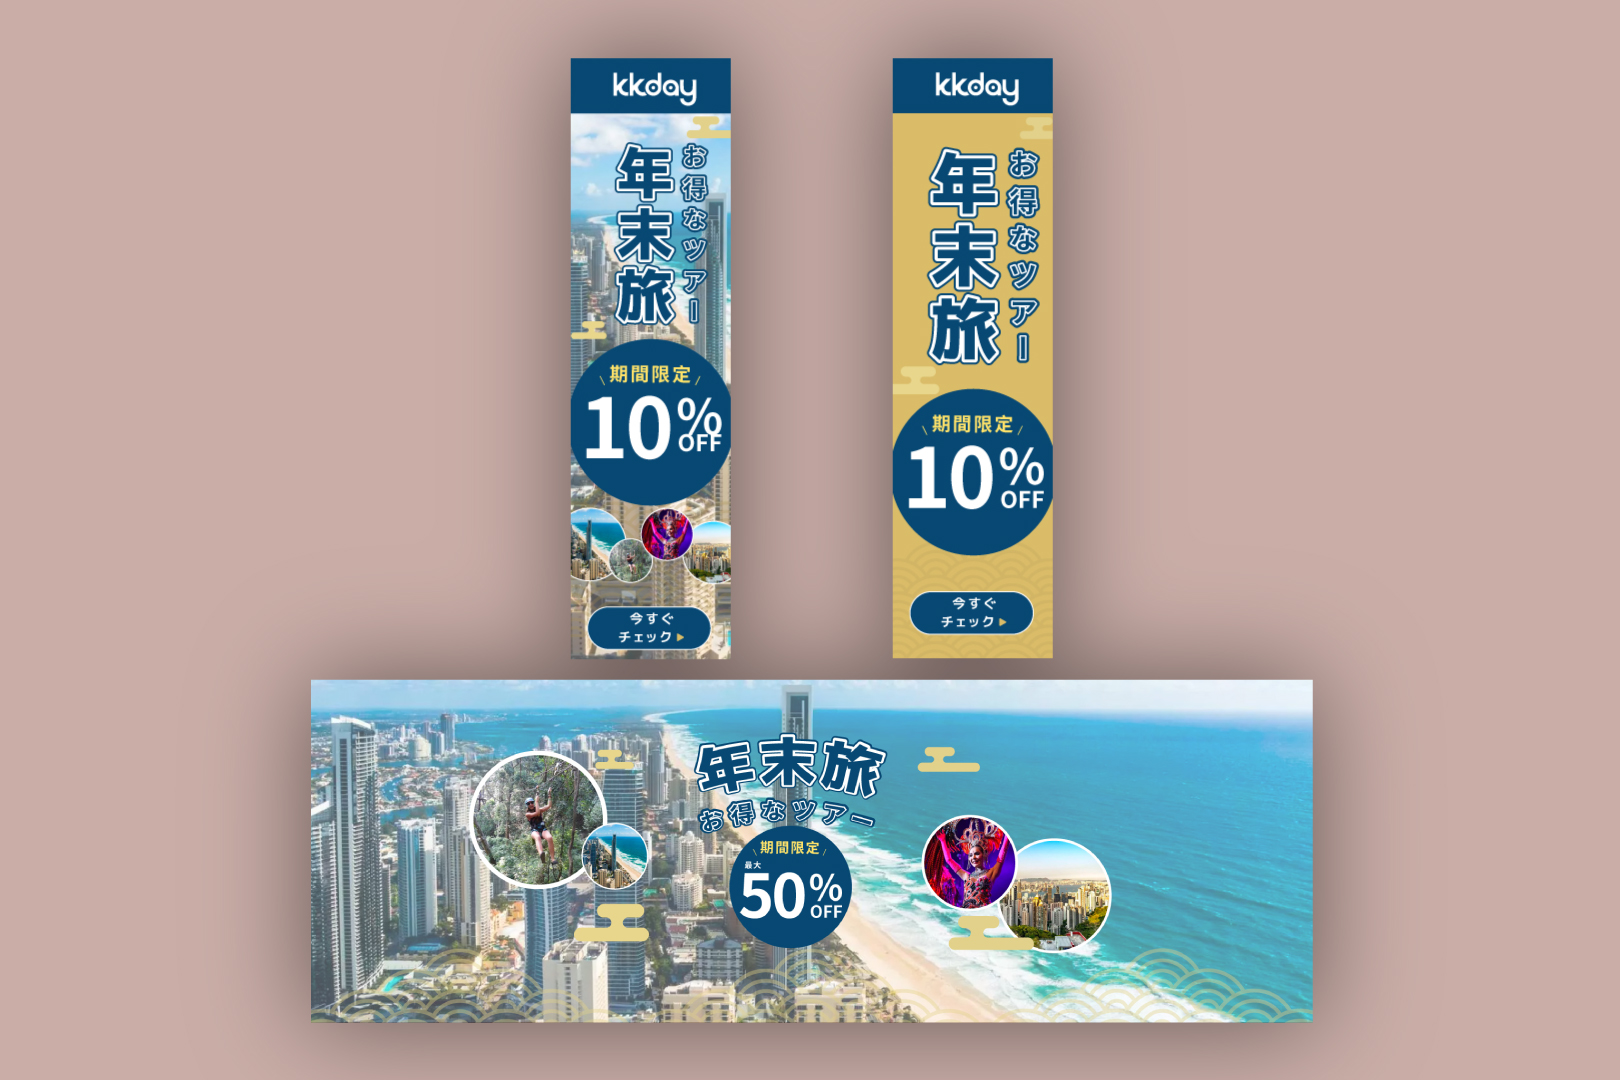 kkday
お得なツアー
年末旅
期間限定
10%
OFF
今すぐ
チェック
kkday
お得なツアー
年末旅
期間限定
10%
OFF
今すぐ
チェック
年末旅
お得なツアー
期間限定
最大
50%
OFF